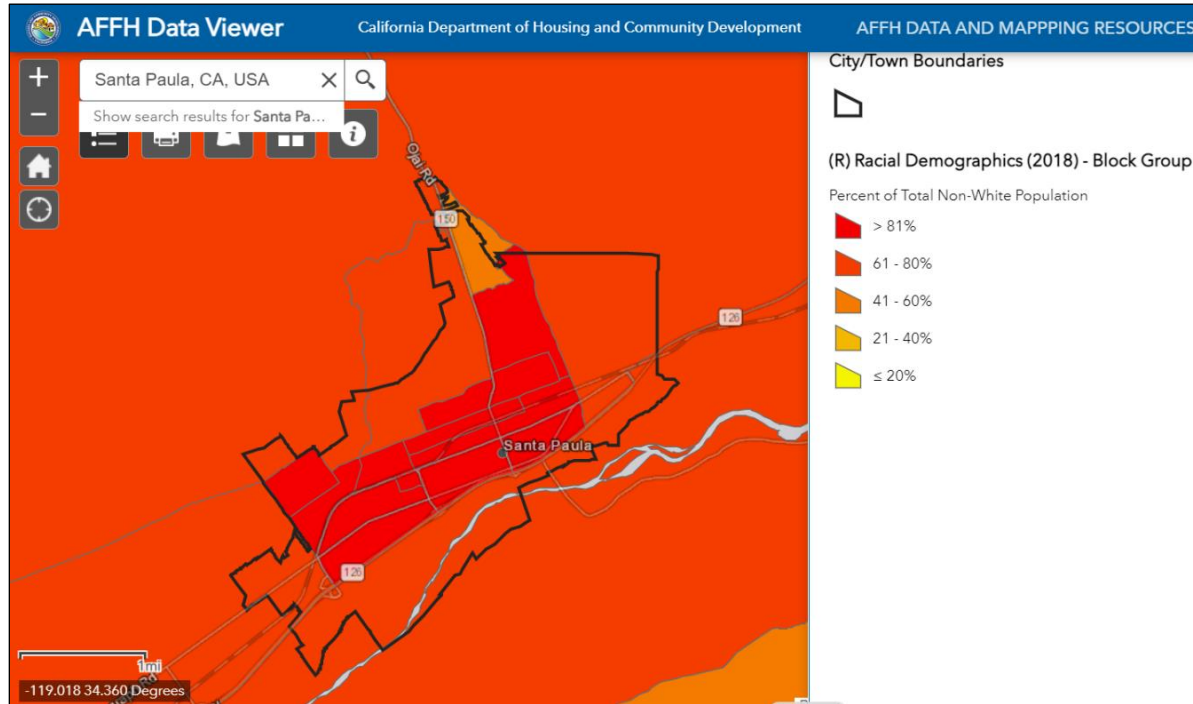 AFFH Data Viewer
California Department of Housing and Community Development
AFFH DATA AND MAPPPING RESOURCES
Santa Paula, CA, USA
Show search results for Santa Pa...
Ojai Rd
150
126
Santa Paula
126
1mi
-119.018 34.360 Degrees
City/Town Boundaries
(R) Racial Demographics (2018) - Block Group
Percent of Total Non-White Population
> 81%
61 - 80%
41 - 60%
21 - 40%
≤ 20%